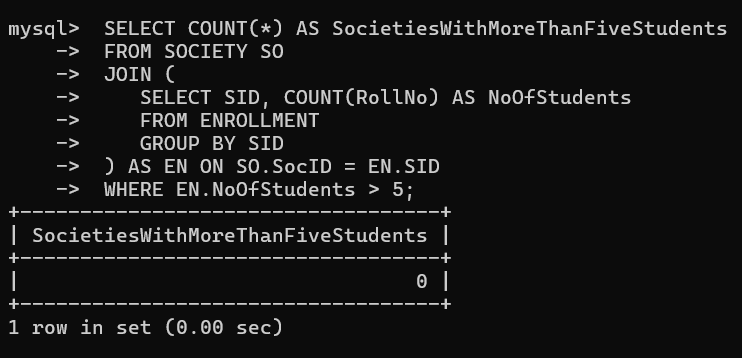 mysql>  SELECT COUNT(*) AS SocietiesWithMoreThanFiveStudents
    ->  FROM SOCIETY SO
    ->  JOIN (
    ->     SELECT SID, COUNT(RollNo) AS NoOfStudents
    ->     FROM ENROLLMENT
    ->     GROUP BY SID
    ->  ) AS EN ON SO.SocID = EN.SID
    ->  WHERE EN.NoOfStudents > 5;
+-----------------------------------+
| SocietiesWithMoreThanFiveStudents |
+-----------------------------------+
|                                 0 |
+-----------------------------------+
1 row in set (0.00 sec)